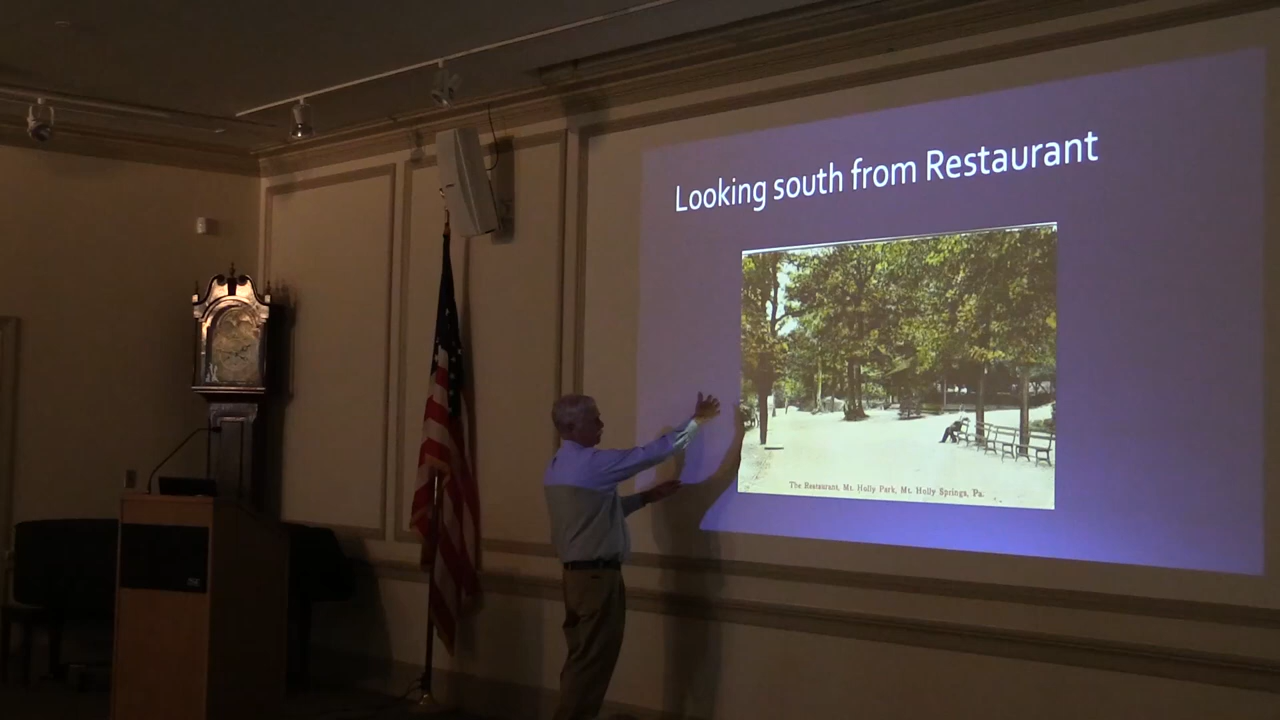 Looking south from Restaurant
The Restaurant, Mt. Holly Park, Mt. Holly Springs, Pa.